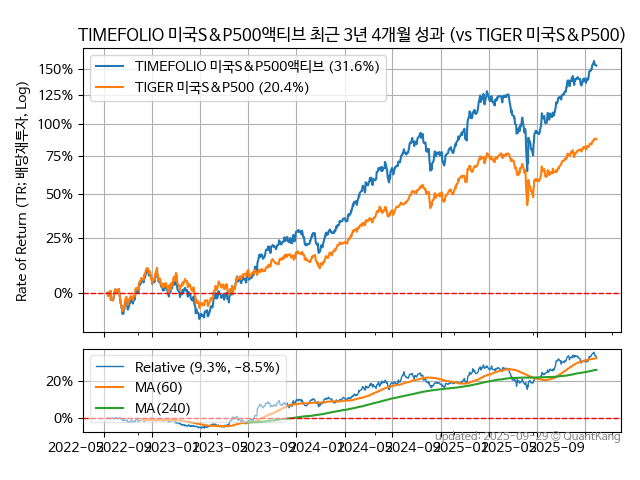 TIMEFOLIO 미국S&P500액티브 최근 3년 4개월 성과 (vs TIGER 미국S&P500)
Rate of Return (TR: 배당재투자, Log)
150%
125%
100%
75%
50%
25%
0%
TIMEFOLIO 미국S&P500액티브 (31.6%)
TIGER 미국S&P500 (20.4%)
20%
0%
Relative (9.3%, -8.5%)
MA(60)
MA(240)
2022-05 2022-09 2023-01 2023-05 2023-09 2024-01 2024-05 2024-09 2025-01 2025-05 2025-09
updated: 2025-09-29 © QuantKang